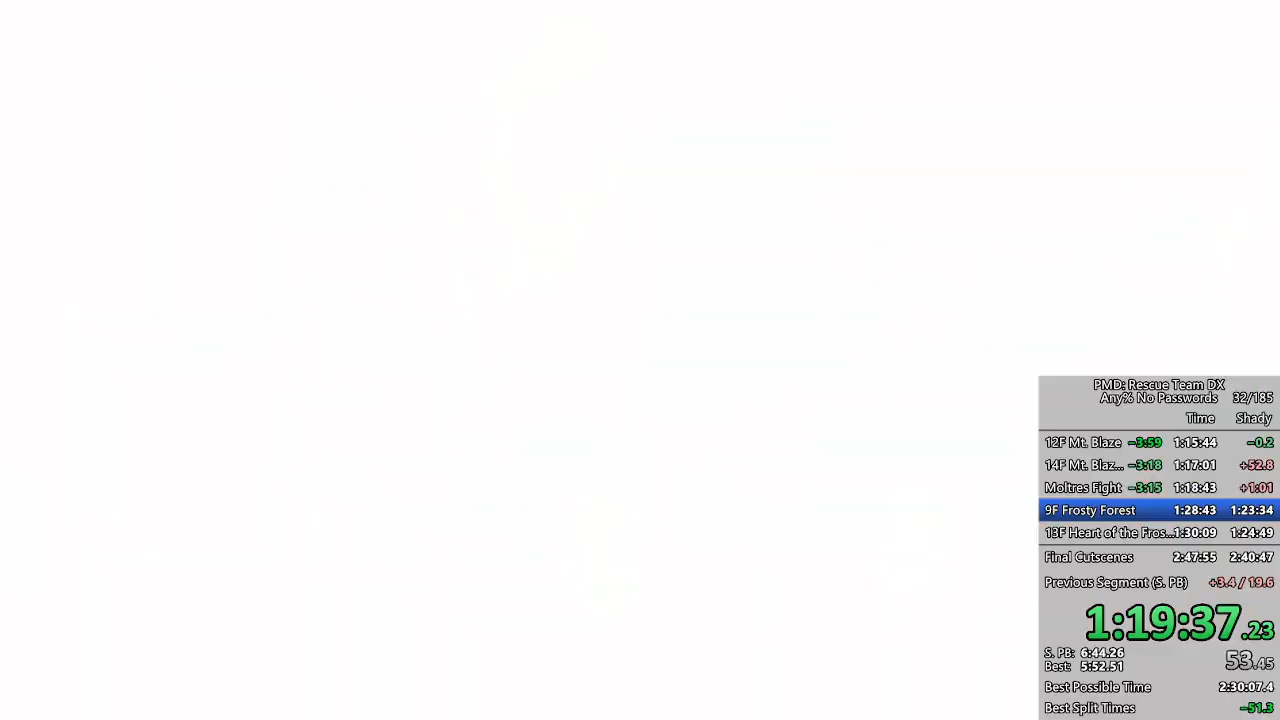 PMD: Rescue Team DX
Any% No Passwords 32/185
Time Shady
12F Mt. Blaze -3:59 1:15:44 -0.2
14F Mt. Blaz... -3:18 1:17:01 +52.8
Moltres Fight -3:15 1:18:43 +1:01
9F Frosty Forest 1:28:43 1:23:34
13F Heart of the Fros... 1:30:09 1:24:49
Final Cutscenes 2:47:55 2:40:47
Previous Segment (S. PB) +3.4 / 19.6
1:19:37.23
S. PB: 6:44.26
Best: 5:52.51
53.45
Best Possible Time 2:30:07.4
Best Split Times -51.3